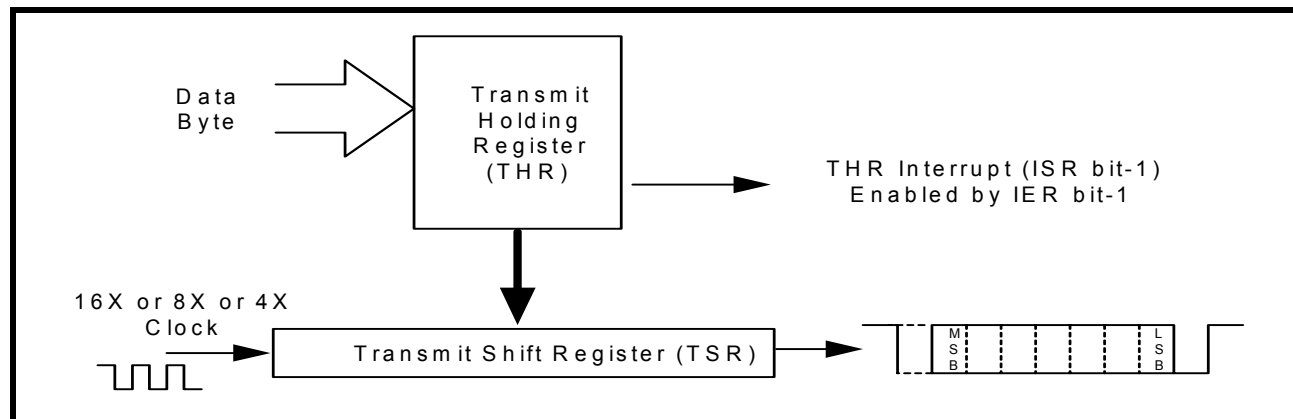 Data
Byte
Transmit
Holding
Register
(THR)
THR Interrupt (ISR bit-1)
Enabled by IER bit-1
16X or 8X or 4X
Clock
Transmit Shift Register (TSR)
M
S
B
L
S
B